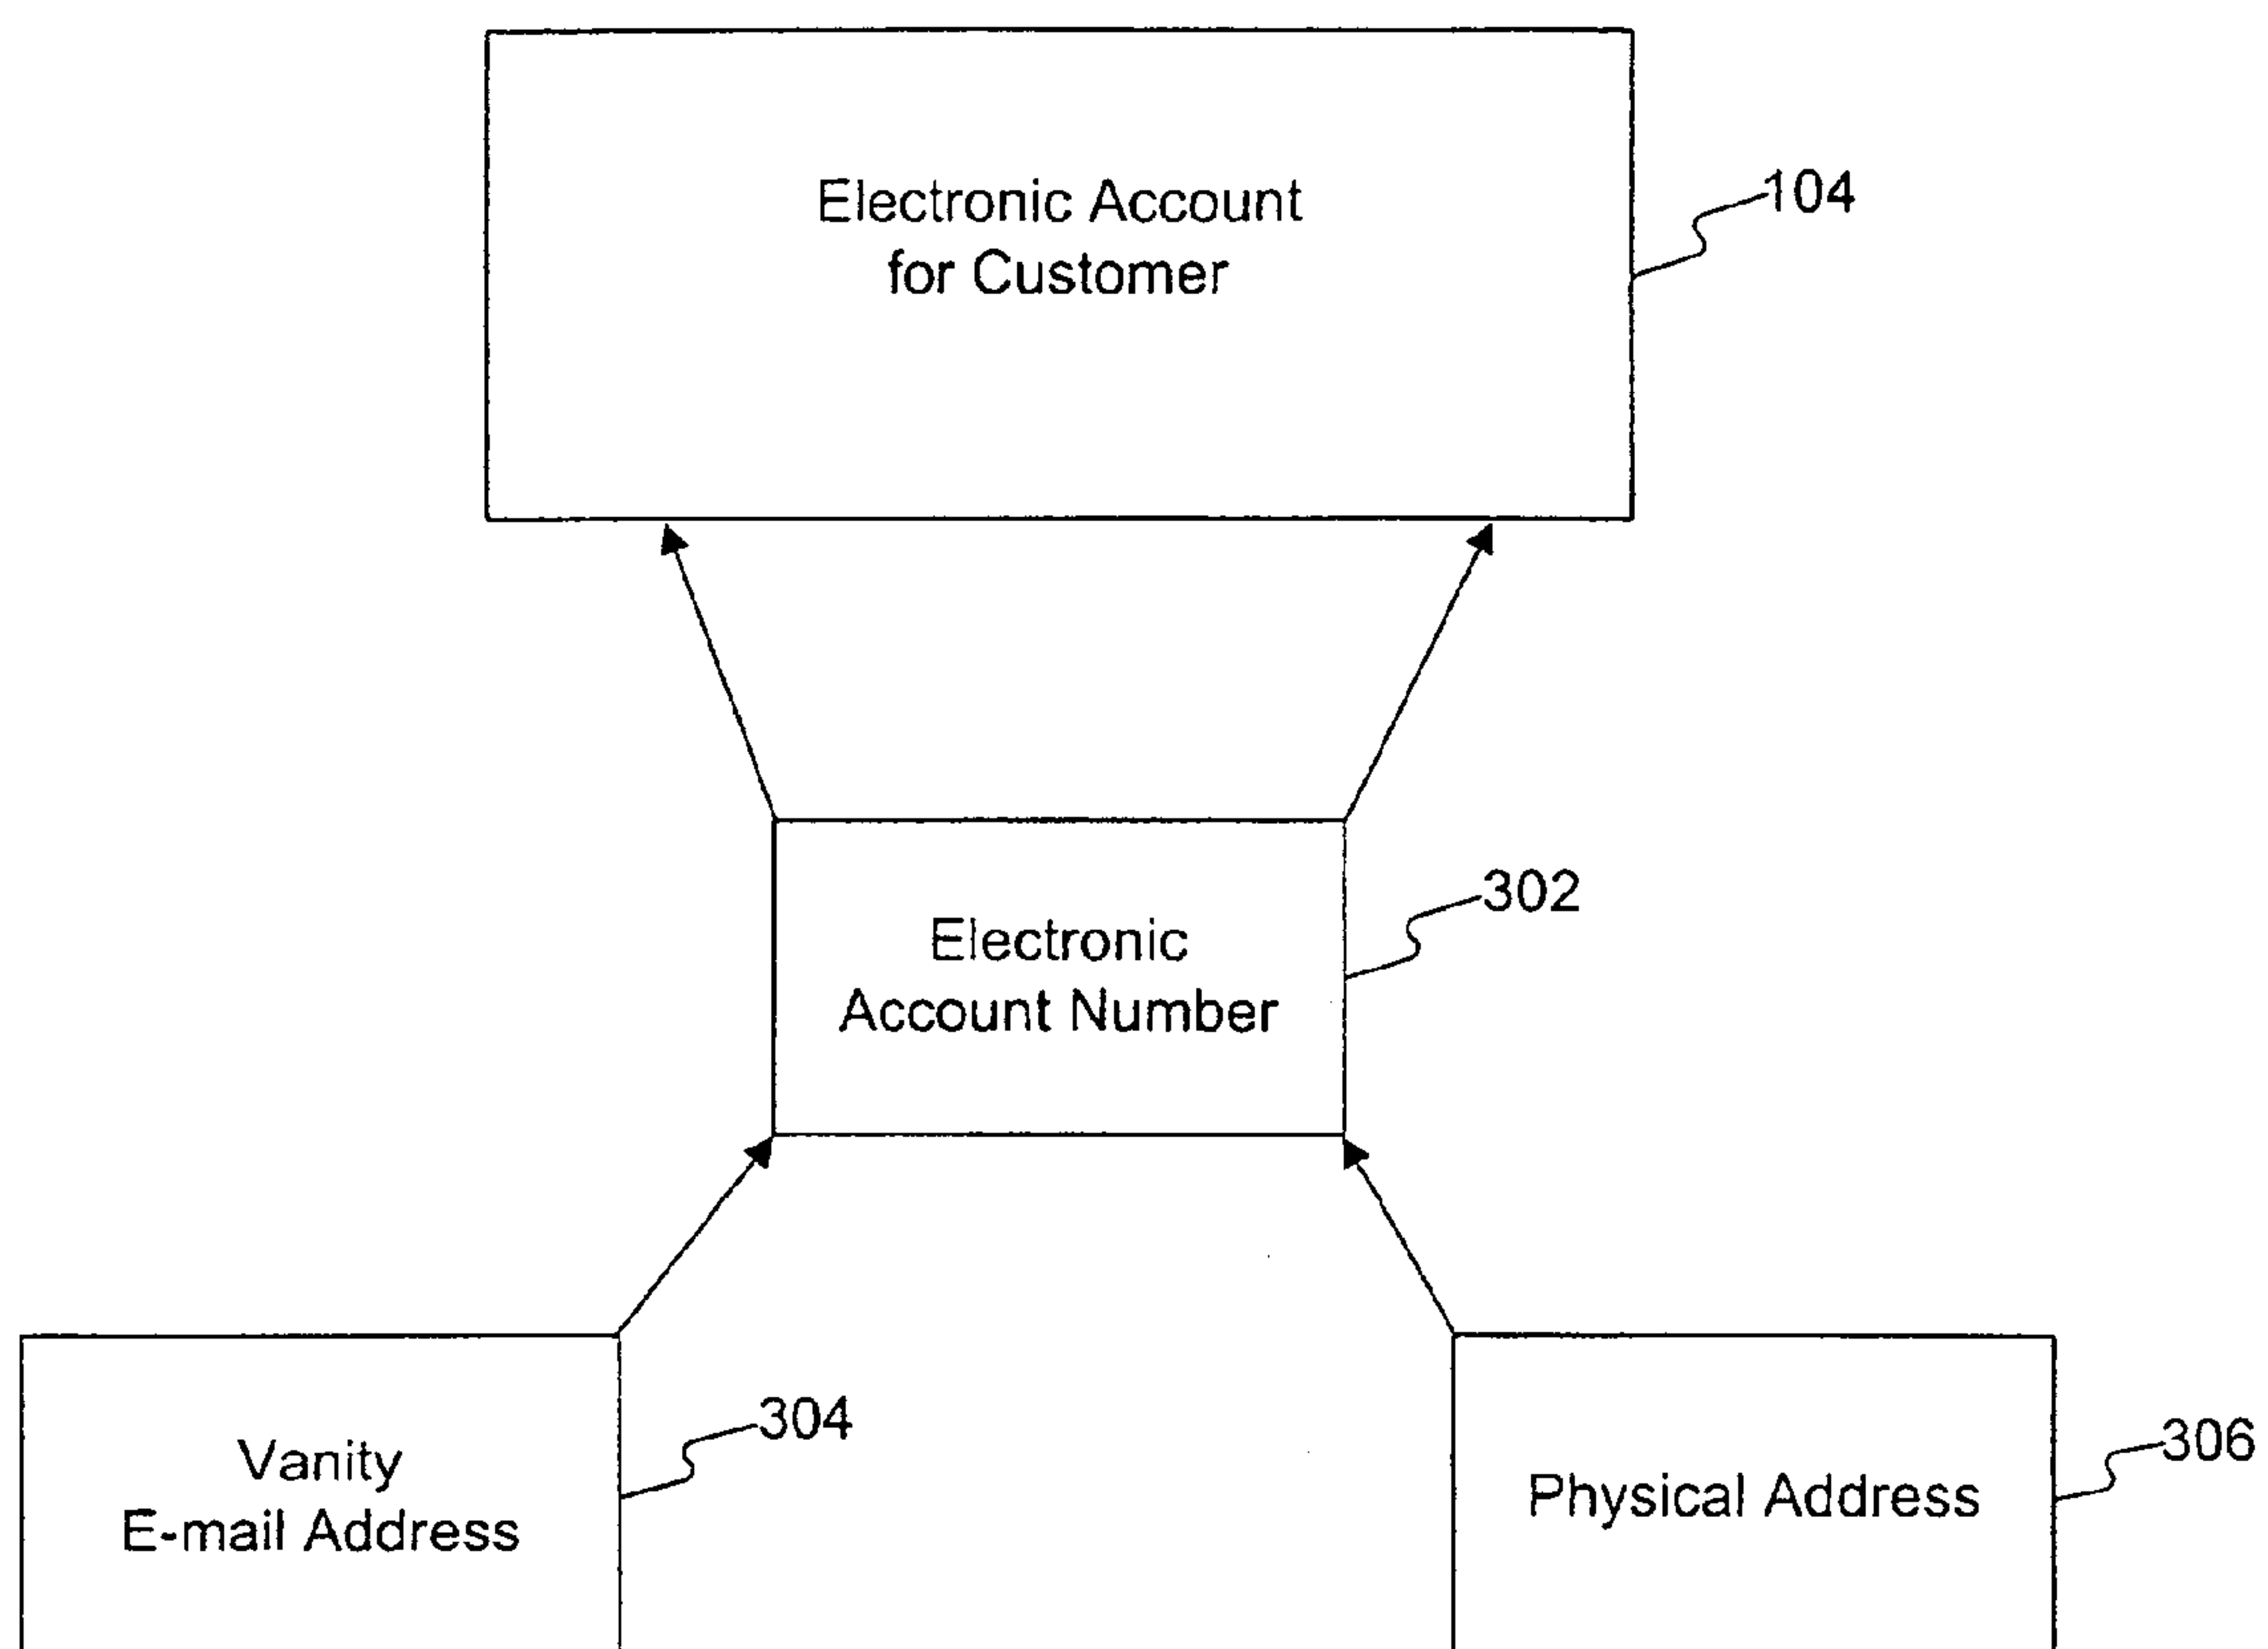 Electronic Account
for Customer
104
302
Electronic
Account Number
304
Vanity
E-mail Address
306
Physical Address